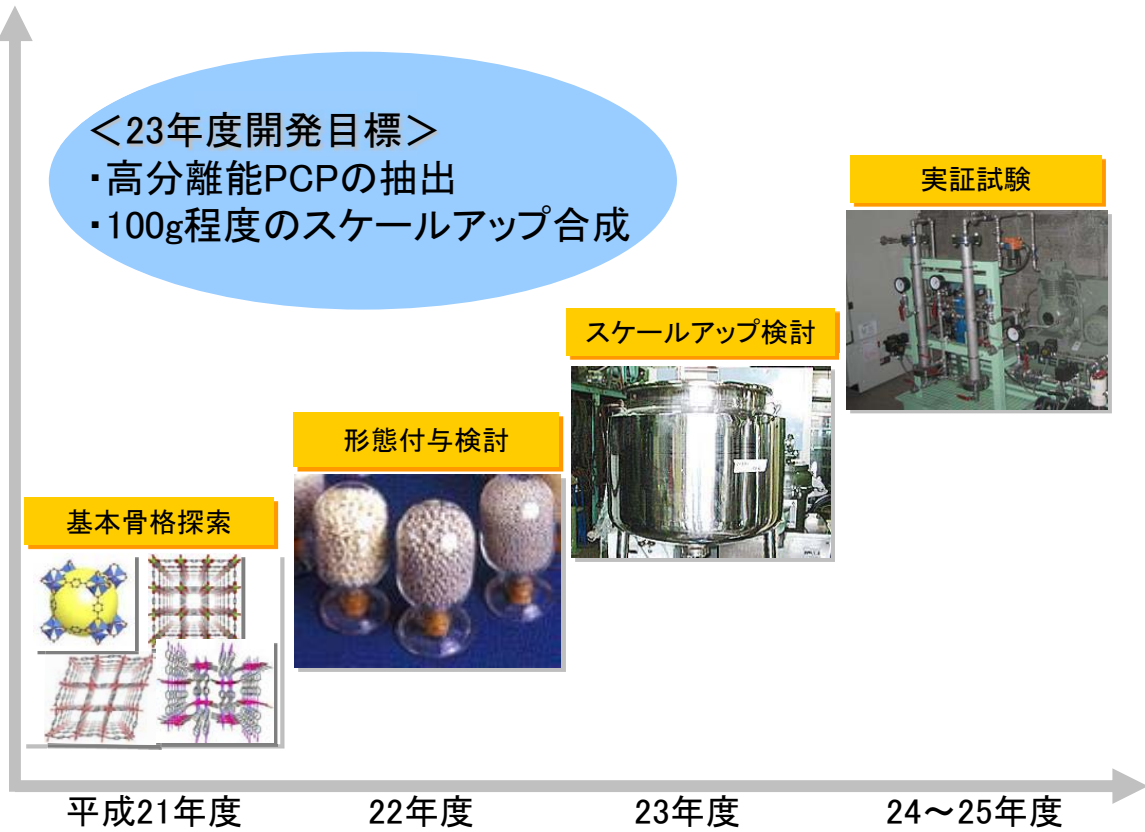 <23年度開発目標>
・高分離能PCPの抽出
・100g程度のスケールアップ合成
実証試験
スケールアップ検討
形態付与検討
基本骨格探索
平成21年度
22年度
23年度
24～25年度